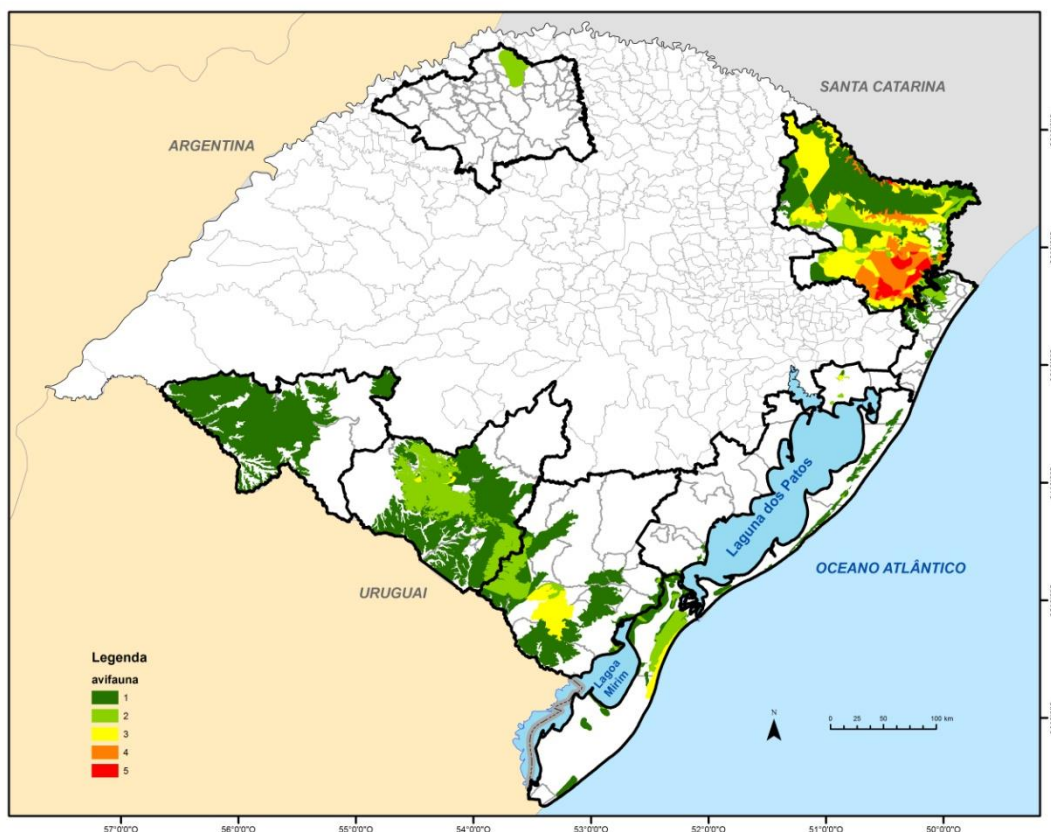 SANTA CATARINA
ARGENTINA
Laguna dos Patos
OCEANO ATLÂNTICO
URUGUAI
Legenda
avifauna
1
2
3
4
5
Lagoa
Mirim
N
0 25 50 100 km
57°0'0"O 56°0'0"O 55°0'0"O 54°0'0"O 53°0'0"O 52°0'0"O 51°0'0"O 50°0'0"O